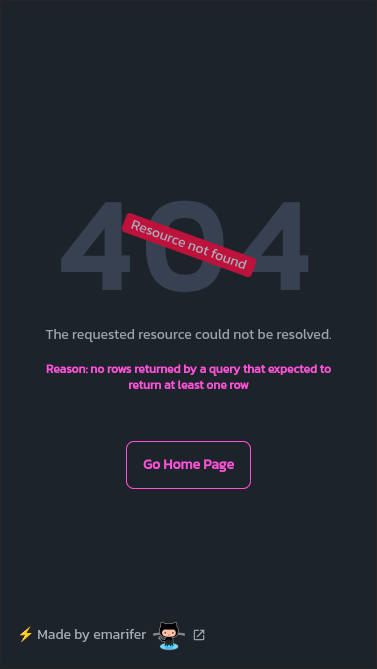 404
Resource not found
The requested resource could not be resolved.
Reason: no rows returned by a query that expected to
return at least one row
Go Home Page
⚡ Made by emarifer